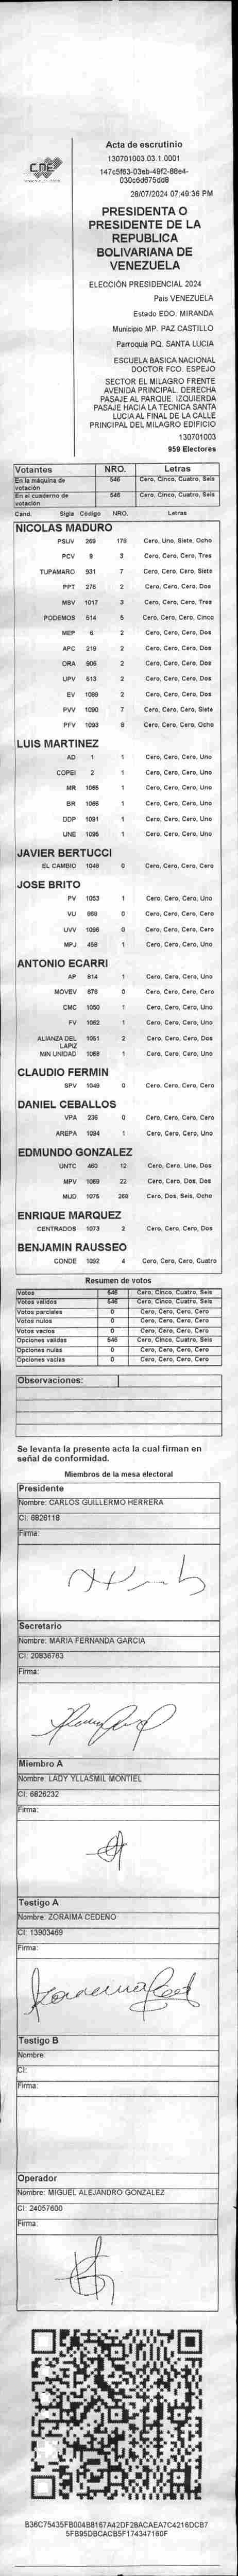 CNE
Acta de escrutinio
130701003.03.1.0001
147c5f63-03eb-49f2-88e4-
030c6d675dd8
28/07/2024 07:49:36 PM
PRESIDENTA O
PRESIDENTE DE LA
REPUBLICA
BOLIVARIANA DE
VENEZUELA
ELECCIÓN PRESIDENCIAL 2024
País VENEZUELA
Estado EDO. MIRANDA
Municipio MP. PAZ CASTILLO
Parroquia PQ. SANTA LUCIA
ESCUELA BASICA NACIONAL
DOCTOR FCO. ESPEJO
SECTOR EL MILAGRO FRENTE
AVENIDA PRINCIPAL. DERECHA
PASAJE AL PARQUE. IZQUIERDA
PASAJE HACIA LA TECNICA SANTA
LUCIA AL FINAL DE LA CALLE
PRINCIPAL DEL MILAGRO EDIFICIO
130701003
959 Electores
Votantes NRO. Letras
En la máquina de votación 546 Cero, Cinco, Cuatro, Seis
En el cuaderno de votación 546 Cero, Cinco, Cuatro, Seis
Cand. Sigla Código NRO. Letras
NICOLAS MADURO
PSUV 269 178 Cero, Uno, Siete, Ocho
PCV 9 3 Cero, Cero, Cero, Tres
TUPAMARO 931 7 Cero, Cero, Cero, Siete
PPT 276 2 Cero, Cero, Cero, Dos
MSV 1017 3 Cero, Cero, Cero, Tres
PODEMOS 514 5 Cero, Cero, Cero, Cinco
MEP 6 2 Cero, Cero, Cero, Dos
APC 219 2 Cero, Cero, Cero, Dos
ORA 906 2 Cero, Cero, Cero, Dos
UPV 613 2 Cero, Cero, Cero, Dos
EV 1089 2 Cero, Cero, Cero, Dos
PVV 1090 7 Cero, Cero, Cero, Siete
PFV 1093 8 Cero, Cero, Cero, Ocho
LUIS MARTINEZ
AD 1 1 Cero, Cero, Cero, Uno
COPEI 2 1 Cero, Cero, Cero, Uno
MR 1065 1 Cero, Cero, Cero, Uno
BR 1066 1 Cero, Cero, Cero, Uno
DDP 1091 1 Cero, Cero, Cero, Uno
UNE 1095 1 Cero, Cero, Cero, Uno
JAVIER BERTUCCI
EL CAMBIO 1048 0 Cero, Cero, Cero, Cero
JOSE BRITO
PV 1053 1 Cero, Cero, Cero, Uno
VU 968 0 Cero, Cero, Cero, Cero
UVV 1096 0 Cero, Cero, Cero, Cero
MPJ 458 1 Cero, Cero, Cero, Uno
ANTONIO ECARRI
AP 814 1 Cero, Cero, Cero, Uno
MOVEV 878 0 Cero, Cero, Cero, Cero
CMC 1050 1 Cero, Cero, Cero, Uno
FV 1062 1 Cero, Cero, Cero, Uno
ALIANZA DEL LAPIZ 1051 2 Cero, Cero, Cero, Dos
MIN UNIDAD 1068 1 Cero, Cero, Cero, Uno
CLAUDIO FERMIN
SPV 1049 0 Cero, Cero, Cero, Cero
DANIEL CEBALLOS
VPA 236 0 Cero, Cero, Cero, Cero
AREPA 1094 1 Cero, Cero, Cero, Uno
EDMUNDO GONZALEZ
UNTC 460 12 Cero, Cero, Uno, Dos
MPV 1069 22 Cero, Cero, Dos, Dos
MUD 1075 268 Cero, Dos, Seis, Ocho
ENRIQUE MARQUEZ
CENTRADOS 1073 2 Cero, Cero, Cero, Dos
BENJAMIN RAUSSEO
CONDE 1092 4 Cero, Cero, Cero, Cuatro
Resumen de votos
Votos 546 Cero, Cinco, Cuatro, Seis
Votos validos 546 Cero, Cinco, Cuatro, Seis
Votos parciales 0 Cero, Cero, Cero, Cero
Votos nulos 0 Cero, Cero, Cero, Cero
Votos vacíos 0 Cero, Cero, Cero, Cero
Opciones validas 546 Cero, Cinco, Cuatro, Seis
Opciones nulas 0 Cero, Cero, Cero, Cero
Opciones vacías 0 Cero, Cero, Cero, Cero
Observaciones:
Se levanta la presente acta la cual firman en
señal de conformidad.
Miembros de la mesa electoral
Presidente
Nombre: CARLOS GUILLERMO HERRERA
CI: 6826118
Firma:
Secretario
Nombre: MARIA FERNANDA GARCIA
CI: 20836763
Firma:
Miembro A
Nombre: LADY YLLASMIL MONTIEL
CI: 6826232
Firma:
Testigo A
Nombre: ZORAIMA CEDEÑO
CI: 13903469
Firma:
Testigo B
Nombre:
CI:
Firma:
Operador
Nombre: MIGUEL ALEJANDRO GONZALEZ
CI: 24057600
Firma:
B36C75435FB004B8167A42DF2BACAEA7C4216DCB7
5FB95DBCACB5F174347160F